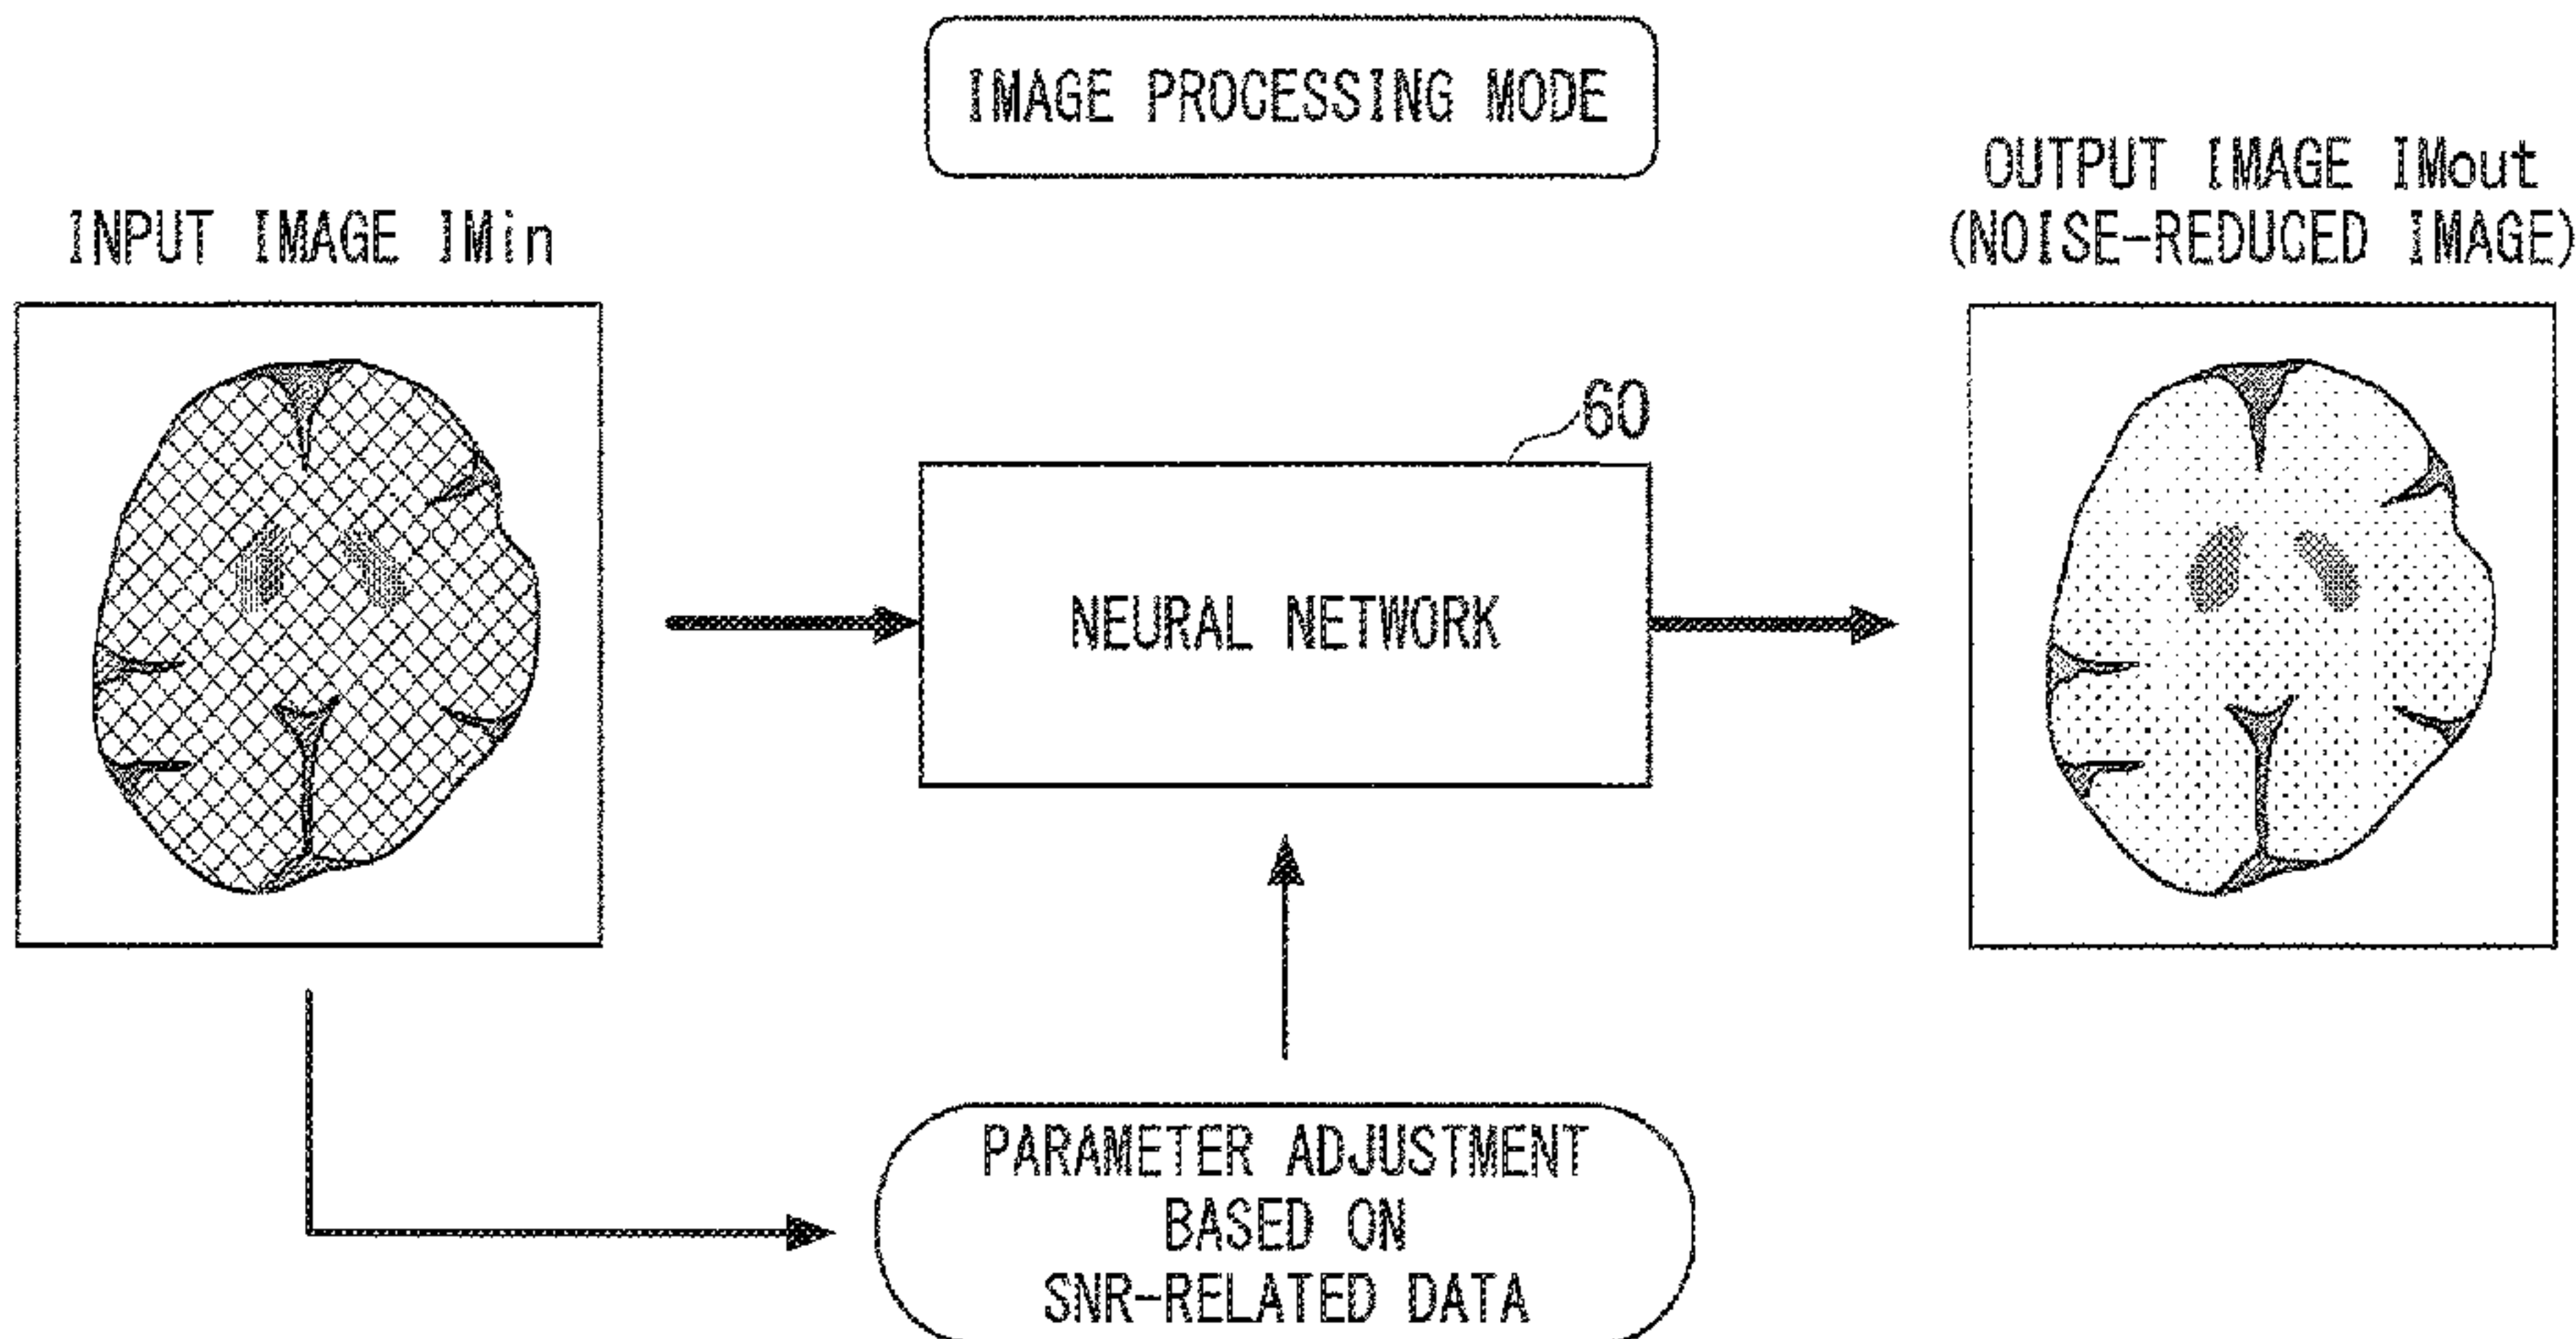 IMAGE PROCESSING MODE
INPUT IMAGE IMin
OUTPUT IMAGE IMout
(NOISE-REDUCED IMAGE)
60
NEURAL NETWORK
PARAMETER ADJUSTMENT
BASED ON
SNR-RELATED DATA